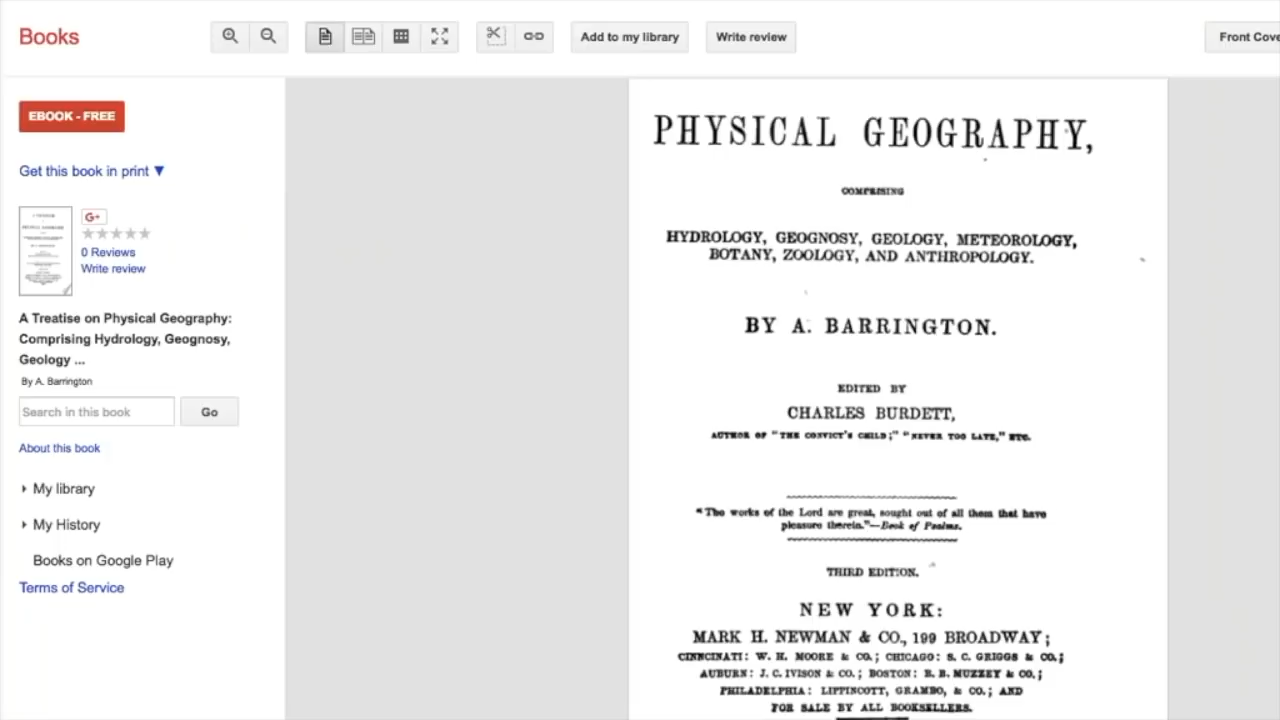 Books
Add to my library
Write review
Front Cove
EBOOK - FREE
Get this book in print ▼
G+
0 Reviews
Write review
A Treatise on Physical Geography:
Comprising Hydrology, Geognosy,
Geology ...
By A. Barrington
Search in this book
Go
About this book
My library
My History
Books on Google Play
Terms of Service
PHYSICAL GEOGRAPHY,
COMPRISING
HYDROLOGY, GEOGNOSY, GEOLOGY, METEOROLOGY,
BOTANY, ZOOLOGY, AND ANTHROPOLOGY.
BY A. BARRINGTON.
EDITED BY
CHARLES BURDETT,
AUTHOR OF "THE CONVICT'S CHILD;" "NEVER TOO LATE," ETC.
"The works of the Lord are great, sought out of all them that have
pleasure therein."—Book of Psalms.
THIRD EDITION.
NEW YORK:
MARK H. NEWMAN & CO., 199 BROADWAY;
CINCINNATI: W. H. MOORE & CO.; CHICAGO: S. C. GRIGGS & CO.;
AUBURN: J. C. IVISON & CO.; BOSTON: B. B. MUZZEY & CO.;
PHILADELPHIA: LIPPINCOTT, GRAMBO, & CO.; AND
FOR SALE BY ALL BOOKSELLERS.